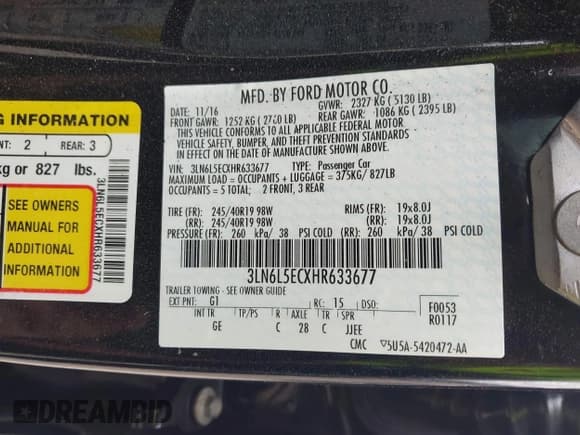 G INFORMATION
NT: 2 REAR: 3
kg or 827 lbs.
SEE OWNERS
MANUAL FOR
ADDITIONAL
INFORMATION
3LN6L5ECXHR633677
MFD. BY FORD MOTOR CO.
DATE: 11/16 GVWR: 2327 KG ( 5130 LB)
FRONT GAWR: 1252 KG ( 2760 LB) REAR GAWR: 1086 KG ( 2395 LB)
THIS VEHICLE CONFORMS TO ALL APPLICABLE FEDERAL MOTOR
VEHICLE SAFETY, BUMPER, AND THEFT PREVENTION STANDARDS
IN EFFECT ON THE DATE OF MANUFACTURE SHOWN ABOVE.
VIN: 3LN6L5ECXHR633677 TYPE: Passenger Car
MAXIMUM LOAD = OCCUPANTS + LUGGAGE = 375KG/ 827LB
OCCUPANTS = 5 TOTAL; 2 FRONT, 3 REAR
TIRE (FR) 245/40R19 98W RIMS (FR) 19x8.0J
(RR) 245/40R19 98W (RR) 19x8.0J
PRESSURE (FR) 260 kPa/ 38 PSI COLD (RR) 260 kPa/ 38 PSI COLD
3LN6L5ECXHR633677
TRAILER TOWING - SEE OWNER GUIDE
EXT PNT: G1 RC: 15 DSO: F0053
R0117
INT TR TP/PS R AXLE TR SPR
GE C 28 C JJEE
CMC ▽5U5A-5420472-AA
DREAMBID